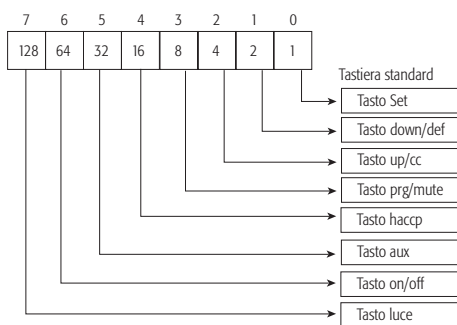 7 6 5 4 3 2 1 0
128 64 32 16 8 4 2 1
Tastiera standard
Tasto Set
Tasto down/def
Tasto up/cc
Tasto prg/mute
Tasto haccp
Tasto aux
Tasto on/off
Tasto luce